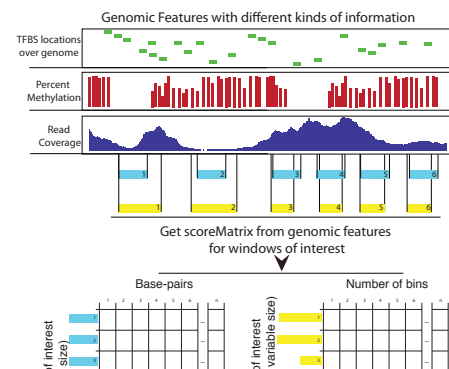 Genomic Features with different kinds of information
TFBS locations
over genome
Percent
Methylation
Read
Coverage
1 2 3 4 5 6
1 2 3 4 5 6
Get scoreMatrix from genomic features
for windows of interest
Base-pairs
Number of bins
1 2 3 4 5 6 n
1 2 3 4 5 6 n
of interest
size)
1
2
3
...
...
...
of interest
variable size)
1
2
3
...
...
...